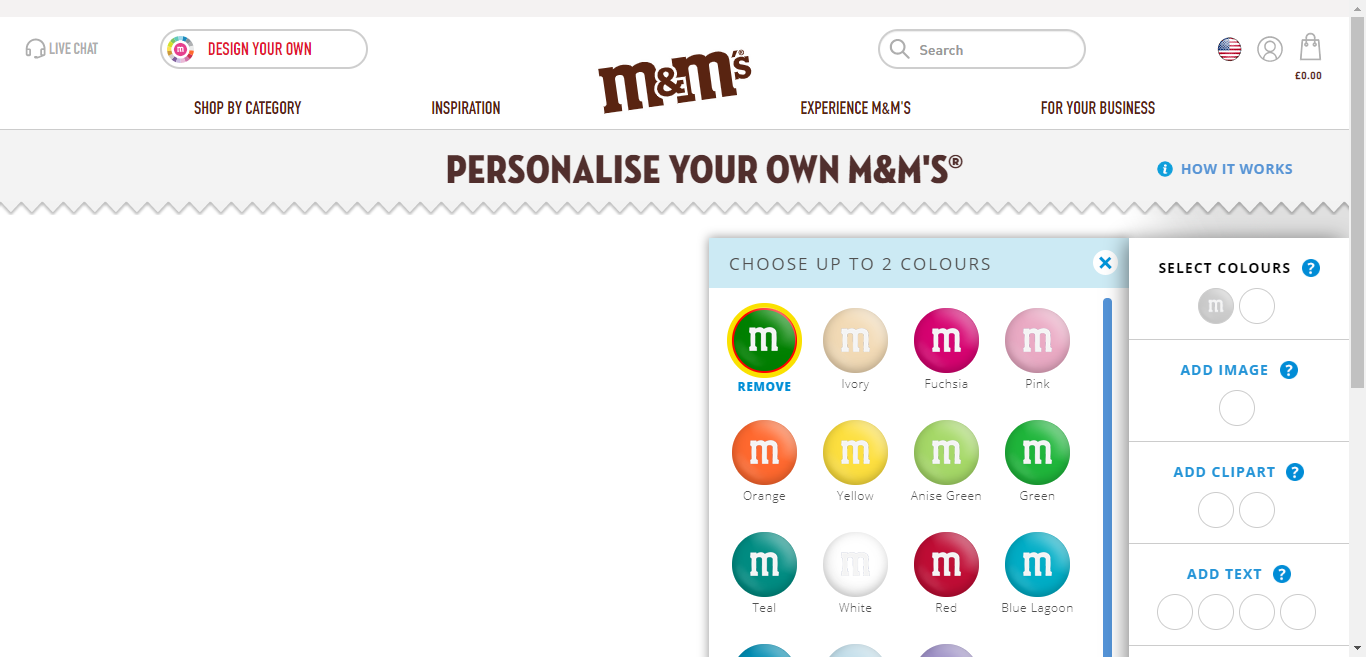 LIVE CHAT
DESIGN YOUR OWN
m&m's®
Search
£0.00
SHOP BY CATEGORY
INSPIRATION
EXPERIENCE M&M'S
FOR YOUR BUSINESS
PERSONALISE YOUR OWN M&M'S®
i HOW IT WORKS
CHOOSE UP TO 2 COLOURS
SELECT COLOURS ?
m
m m m m
REMOVE Ivory Fuchsia Pink
ADD IMAGE ?
m m m m
Orange Yellow Anise Green Green
ADD CLIPART ?
m m m m
Teal White Red Blue Lagoon
ADD TEXT ?